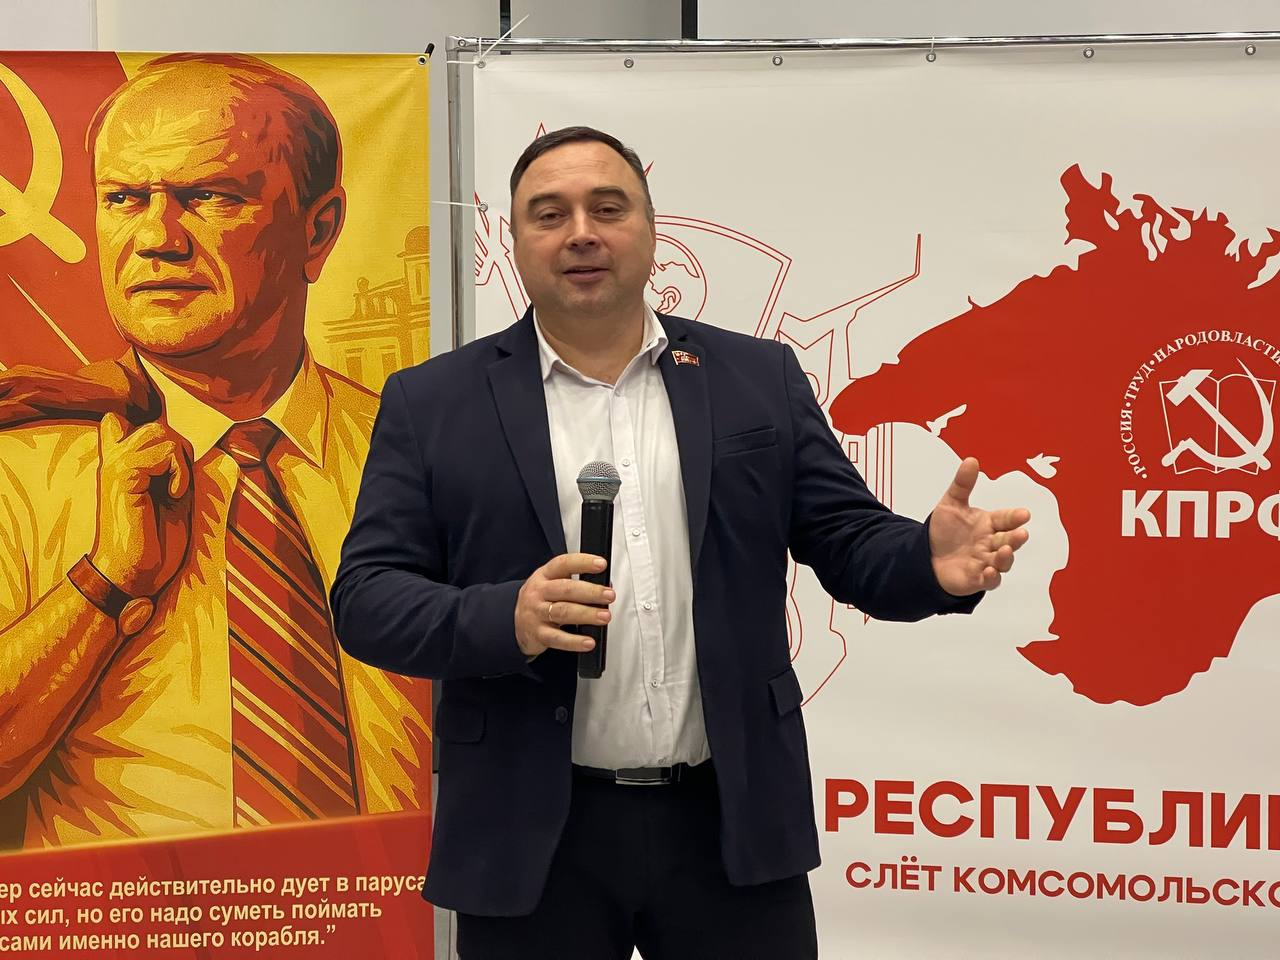 ер сейчас действительно дует в паруса
ых сил, но его надо суметь поймать
сами именно нашего корабля.”
РОССИЯ•ТРУД•НАРОДОВЛАСТИ
КПРФ
РЕСПУБЛИ
СЛЁТ КОМСОМОЛЬСКО